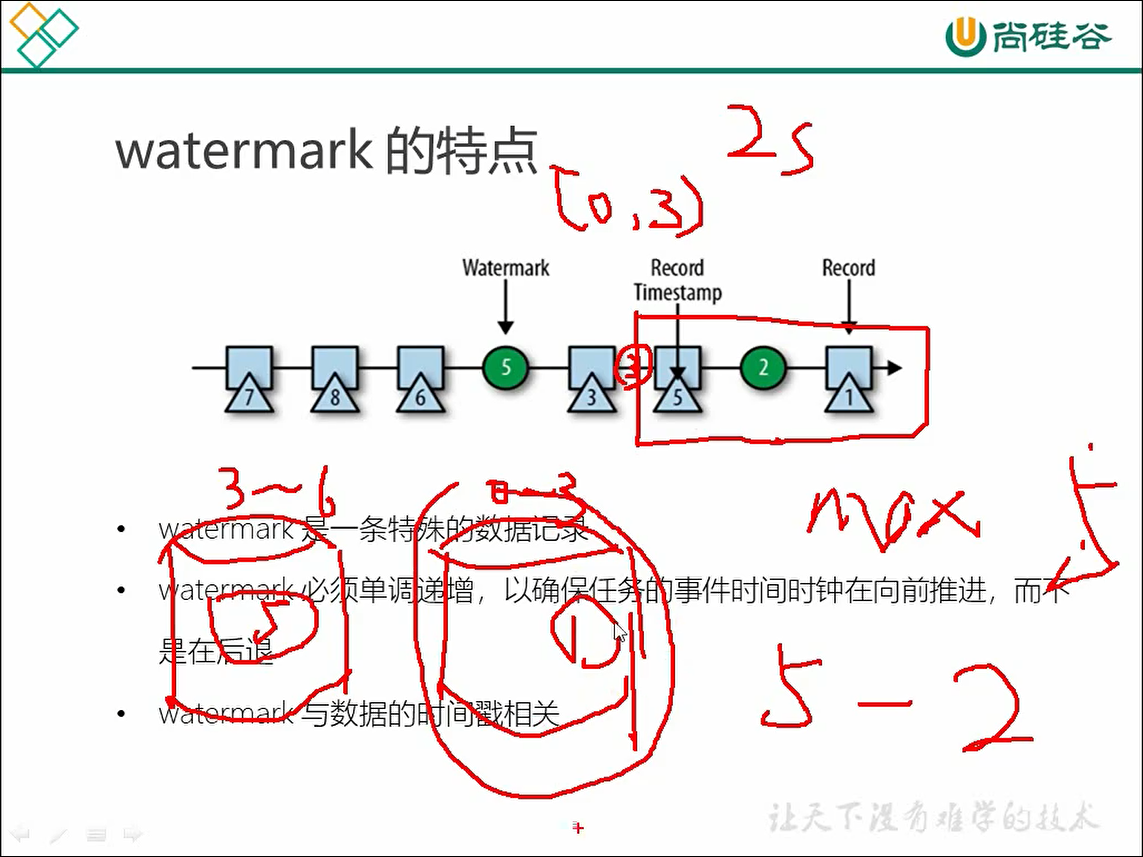 尚硅谷
watermark 的特点
2s
[0,3)
Watermark
Record
Timestamp
Record
7 8 6 5 3 3 5 2 1
3~6
0-3
max 5
• watermark 是一条特殊的数据记录
• watermark 必须单调递增，以确保任务的事件时间时钟在向前推进，而不
是在后退
• watermark 与数据的时间戳相关
5
1
5-2
让天下没有难学的技术